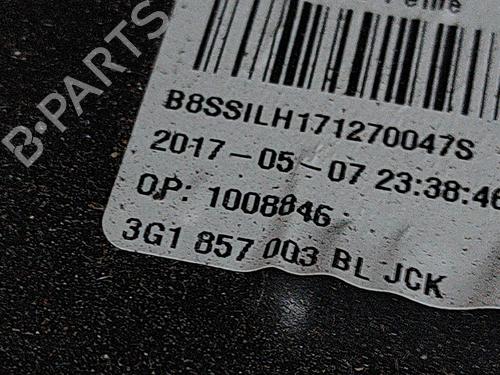 B-PARTS
B8SSILH171270047S
2017-05-07 23:38:46
OP: 1008846
3G1 857 003 BL JCK